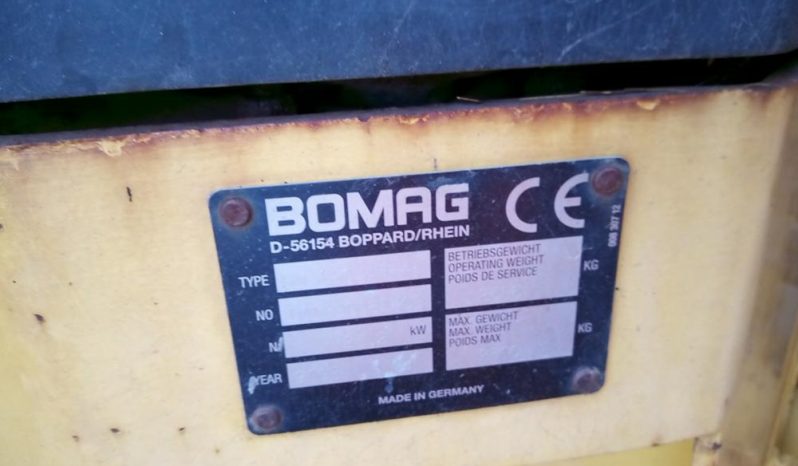 BOMAG CE
D-56154 BOPPARD/RHEIN
TYPE
NO
N/ kW
YEAR
BETRIEBSGEWICHT
OPERATING WEIGHT
POIDS DE SERVICE
KG
MAX. GEWICHT
MAX. WEIGHT
POIDS MAX
KG
MADE IN GERMANY